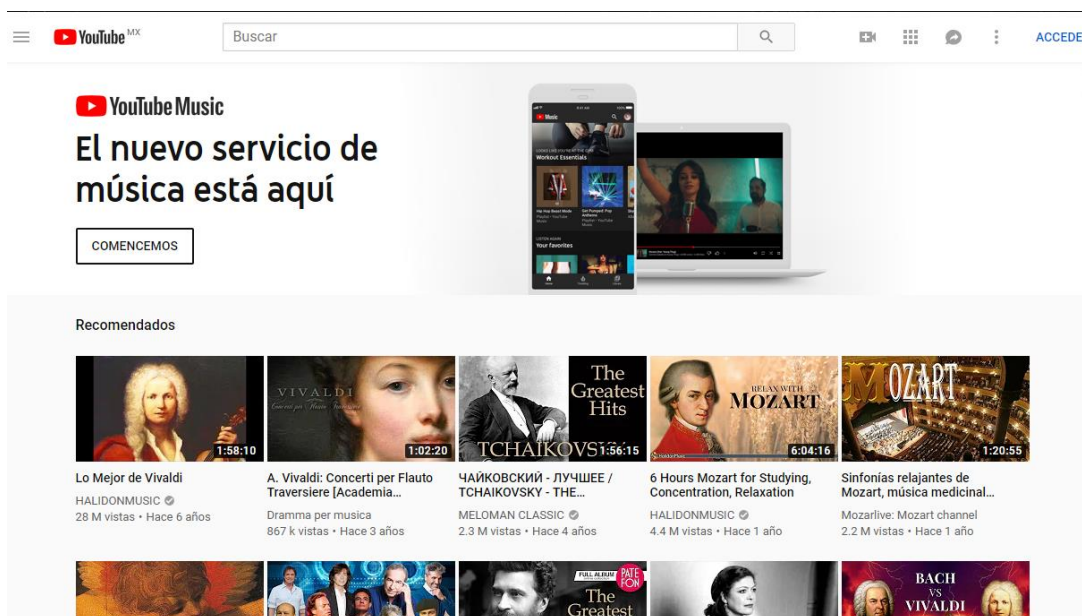 YouTube MX
Buscar
ACCEDE
YouTube Music
El nuevo servicio de
música está aquí
COMENCEMOS
Music
Workout Essentials
Your favorites
Recomendados
1:58:10
VIVALDI
1:02:20
The
Greatest
Hits
TCHAIKOVS
1:56:15
RELAX WITH
MOZART
6:04:16
MOZART
1:20:55
Lo Mejor de Vivaldi
HALIDONMUSIC
28 M vistas • Hace 6 años
A. Vivaldi: Concerti per Flauto
Traversiere [Academia...
Dramma per musica
867 k vistas • Hace 3 años
ЧАЙКОВСКИЙ - ЛУЧШЕЕ /
TCHAIKOVSKY - THE...
MELOMAN CLASSIC
2.3 M vistas • Hace 4 años
6 Hours Mozart for Studying,
Concentration, Relaxation
HALIDONMUSIC
4.4 M vistas • Hace 1 año
Sinfonías relajantes de
Mozart, música medicinal...
Mozarlive: Mozart channel
2.2 M vistas • Hace 1 año
FULL ALBUM
PATE
FON
The
Greatest
BACH
VS
VIVALDI